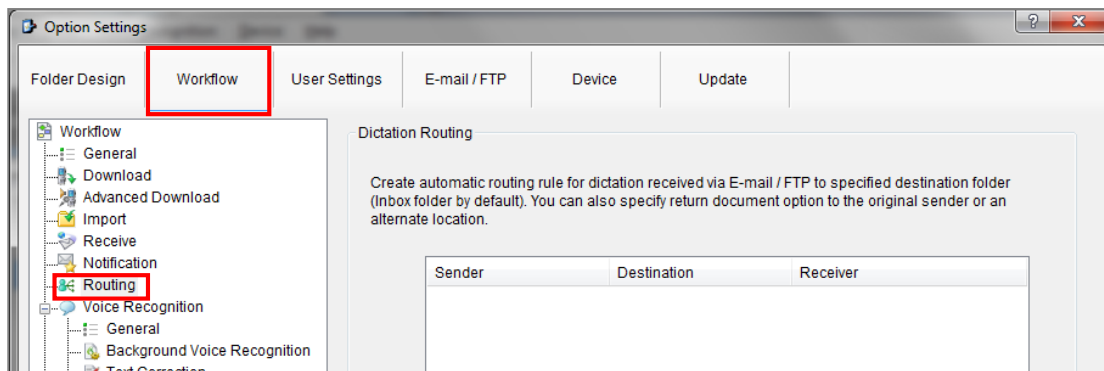 Option Settings
Folder Design Workflow User Settings E-mail / FTP Device Update
Workflow
General
Download
Advanced Download
Import
Receive
Notification
Routing
Voice Recognition
General
Background Voice Recognition
Text Correction
Dictation Routing
Create automatic routing rule for dictation received via E-mail / FTP to specified destination folder
(Inbox folder by default). You can also specify return document option to the original sender or an
alternate location.
Sender Destination Receiver